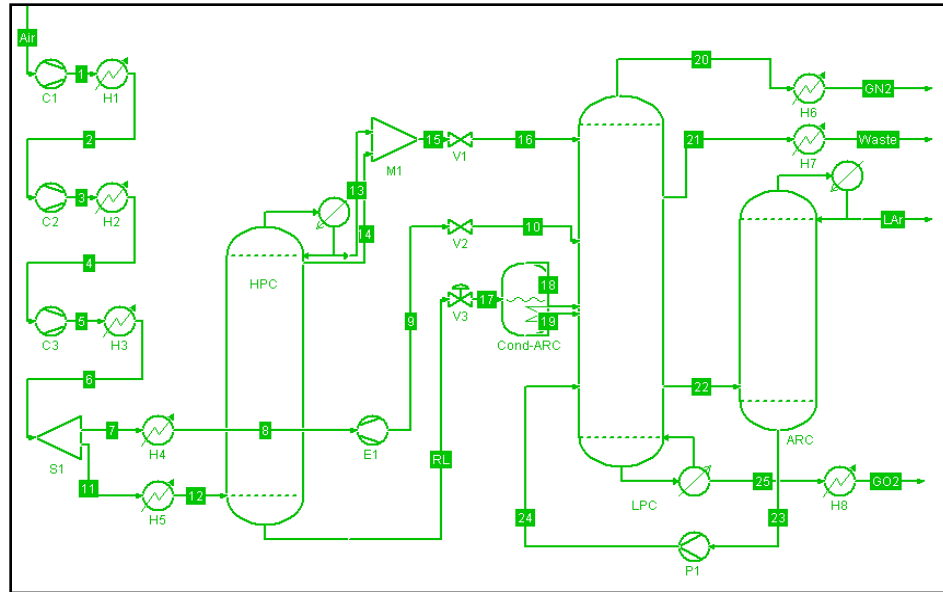 Air
20
1
C1
H1
H6
GN2
2
M1
15
V1
16
21
H7
Waste
3
C2
H2
13
14
V2
10
LAr
4
HPC
5
C3
H3
9
V3
17
18
19
Cond-ARC
6
22
7
H4
8
E1
ARC
S1
RL
11
H5
12
LPC
25
H8
GO2
24
23
P1